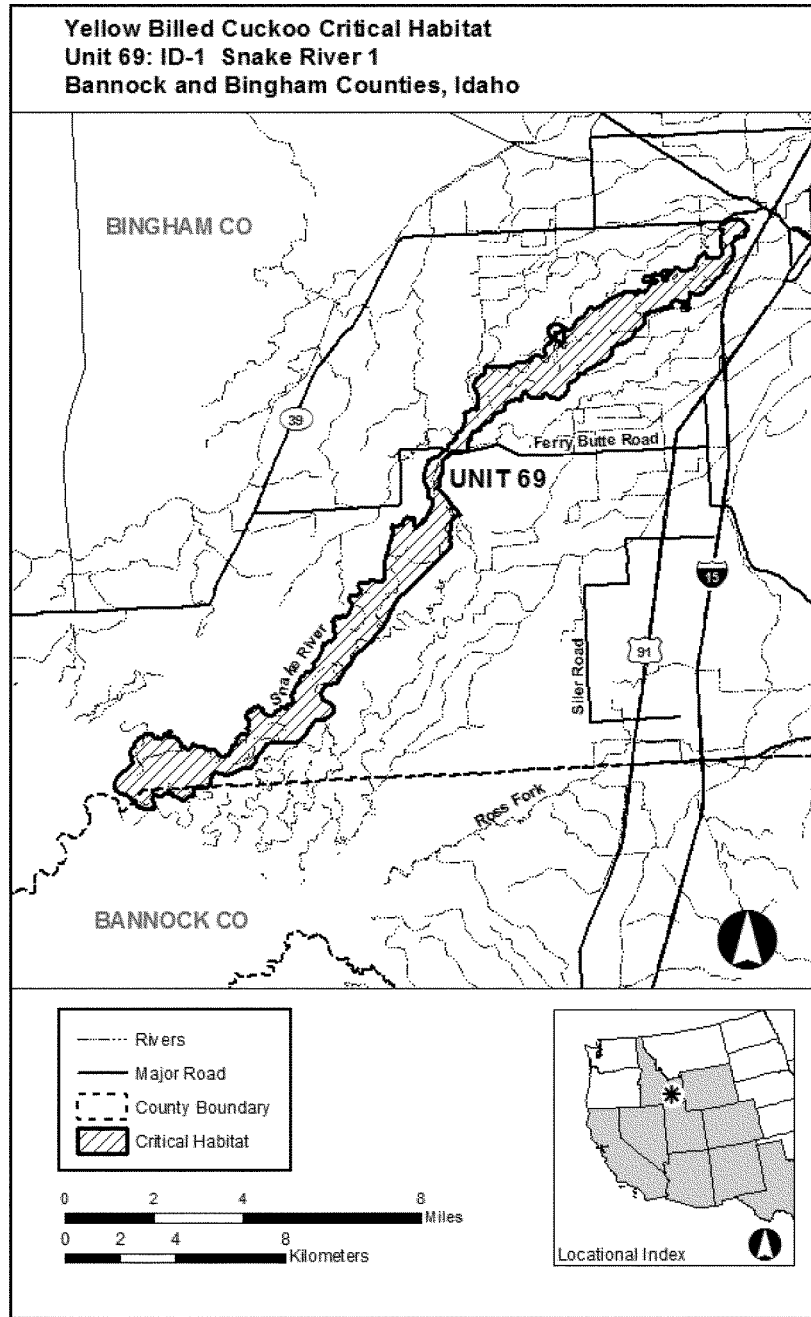 Yellow Billed Cuckoo Critical Habitat
Unit 69: ID-1 Snake River 1
Bannock and Bingham Counties, Idaho
BINGHAM CO
39
Ferry Butte Road
UNIT 69
15
Snake River
91
Siler Road
Ross Fork
BANNOCK CO
Rivers
Major Road
County Boundary
Critical Habitat
0 2 4 8
Miles
0 2 4 8
Kilometers
Locational Index